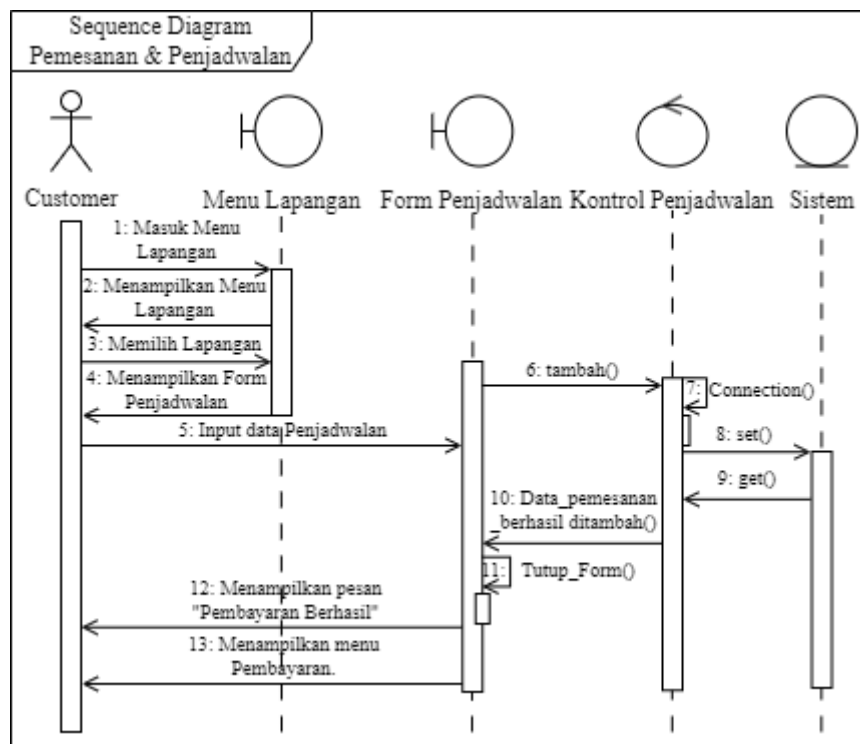 Sequence Diagram
Pemesanan & Penjadwalan
Customer
Menu Lapangan
Form Penjadwalan
Kontrol Penjadwalan
Sistem
1: Masuk Menu
Lapangan
2: Menampilkan Menu
Lapangan
3: Memilih Lapangan
4: Menampilkan Form
Penjadwalan
5: Input data Penjadwalan
6: tambah()
7: Connection()
8: set()
9: get()
10: Data_pemesanan
_berhasil ditambah()
11: Tutup_Form()
12: Menampilkan pesan
"Pembayaran Berhasil"
13: Menampilkan menu
Pembayaran.